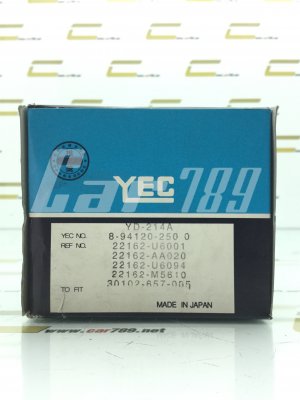 YEC
Car789
YD-214A
YEC NO. 8-94120-250 0
REF NO. 22162-U6001
22162-AA020
22162-U6094
22162-M5610
TO FIT 30102-657-005
MADE IN JAPAN
www.car789.net